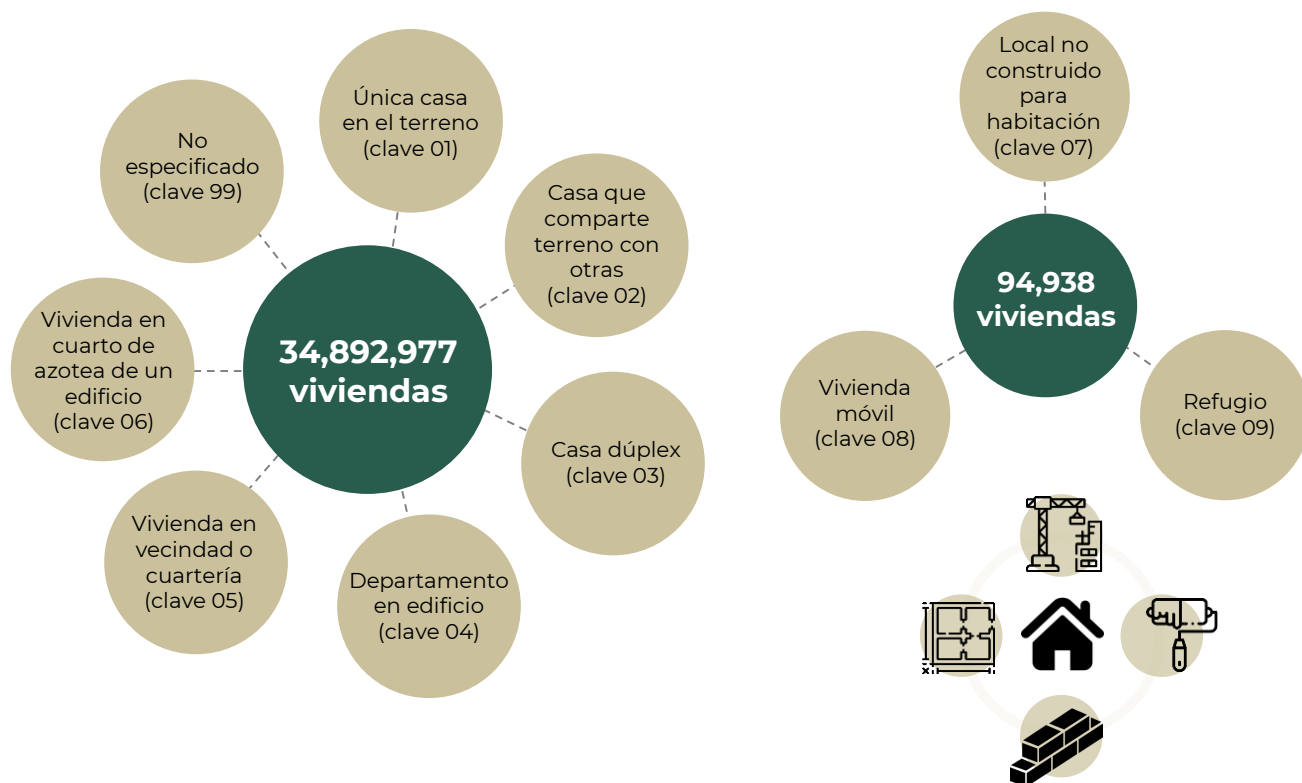 Única casa
en el terreno
(clave 01)
Casa que
comparte
terreno con
otras
(clave 02)
Casa dúplex
(clave 03)
Departamento
en edificio
(clave 04)
Vivienda en
vecindad o
cuartería
(clave 05)
Vivienda en
cuarto de
azotea de un
edificio
(clave 06)
No
especificado
(clave 99)
34,892,977
viviendas
Local no
construido
para
habitación
(clave 07)
94,938
viviendas
Vivienda
móvil
(clave 08)
Refugio
(clave 09)